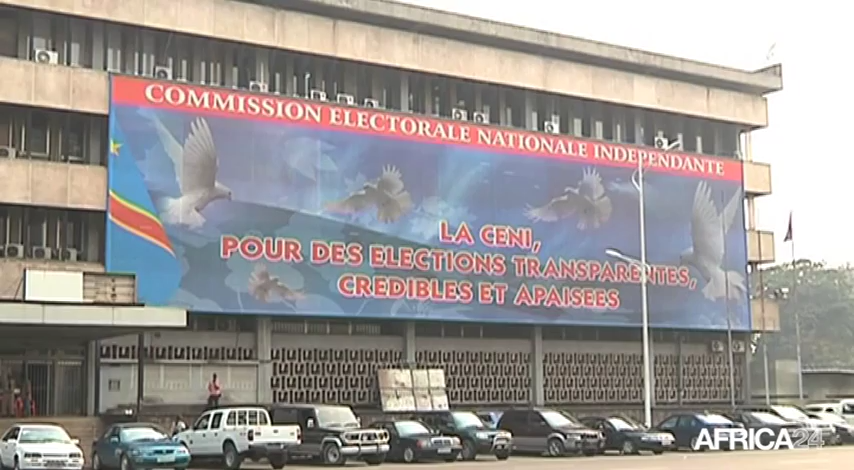 COMMISSION ELECTORALE NATIONALE INDEPENDANTE
LA CENI,
POUR DES ELECTIONS TRANSPARENTES,
CREDIBLES ET APAISEES
AFRICA24